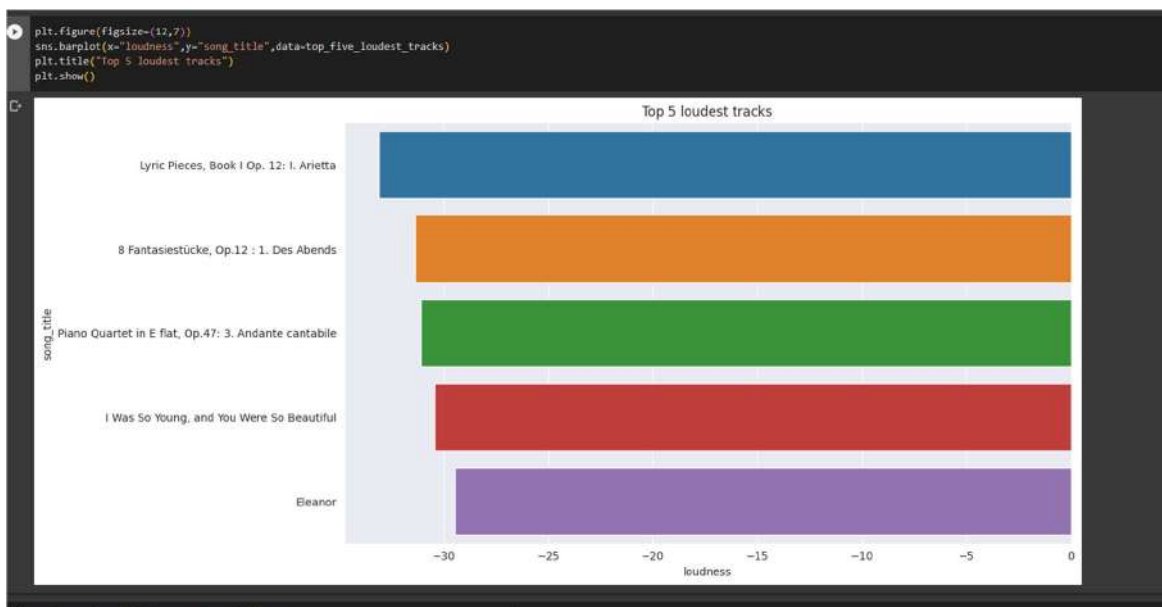 plt.figure(figsize=(12,7))
sns.barplot(x="loudness",y="song_title",data=top_five_loudest_tracks)
plt.title("Top 5 loudest tracks")
plt.show()
Top 5 loudest tracks
Lyric Pieces, Book I Op. 12: I. Arietta
8 Fantasiestücke, Op.12 : 1. Des Abends
Piano Quartet in E flat, Op.47: 3. Andante cantabile
I Was So Young, and You Were So Beautiful
Eleanor
song_title
−30 −25 −20 −15 −10 −5 0
loudness